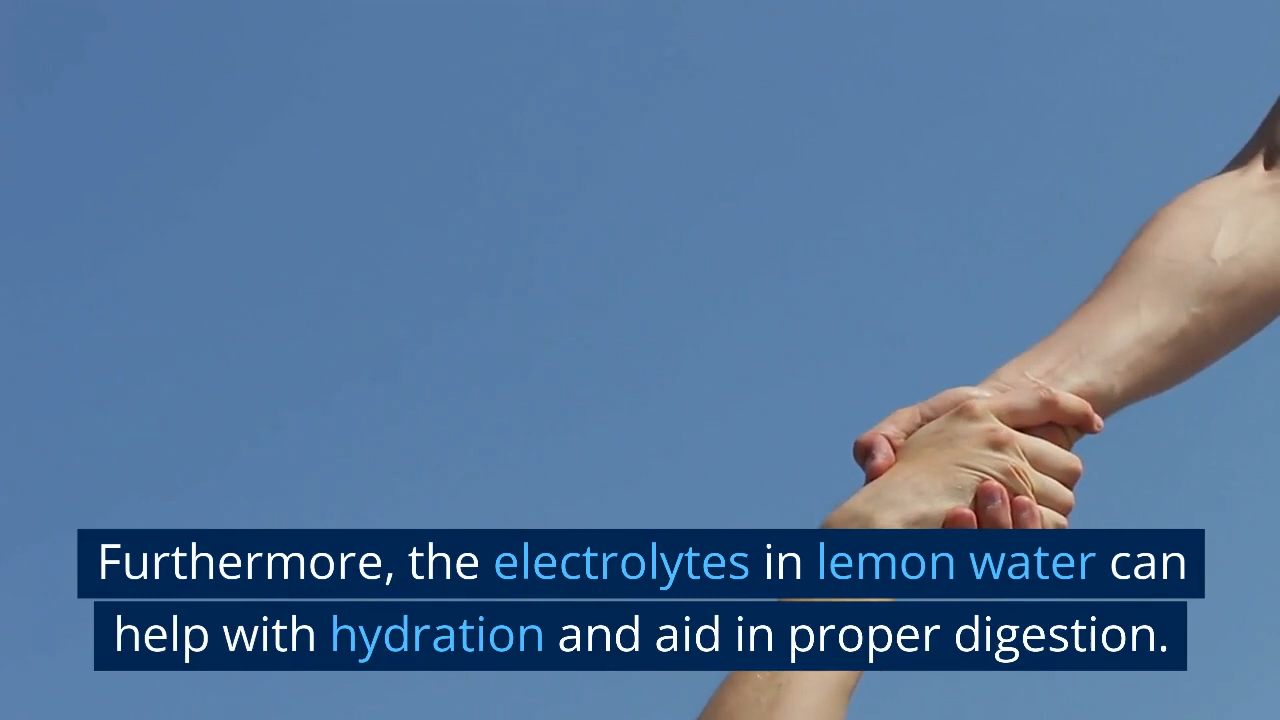 Furthermore, the electrolytes in lemon water can
help with hydration and aid in proper digestion.